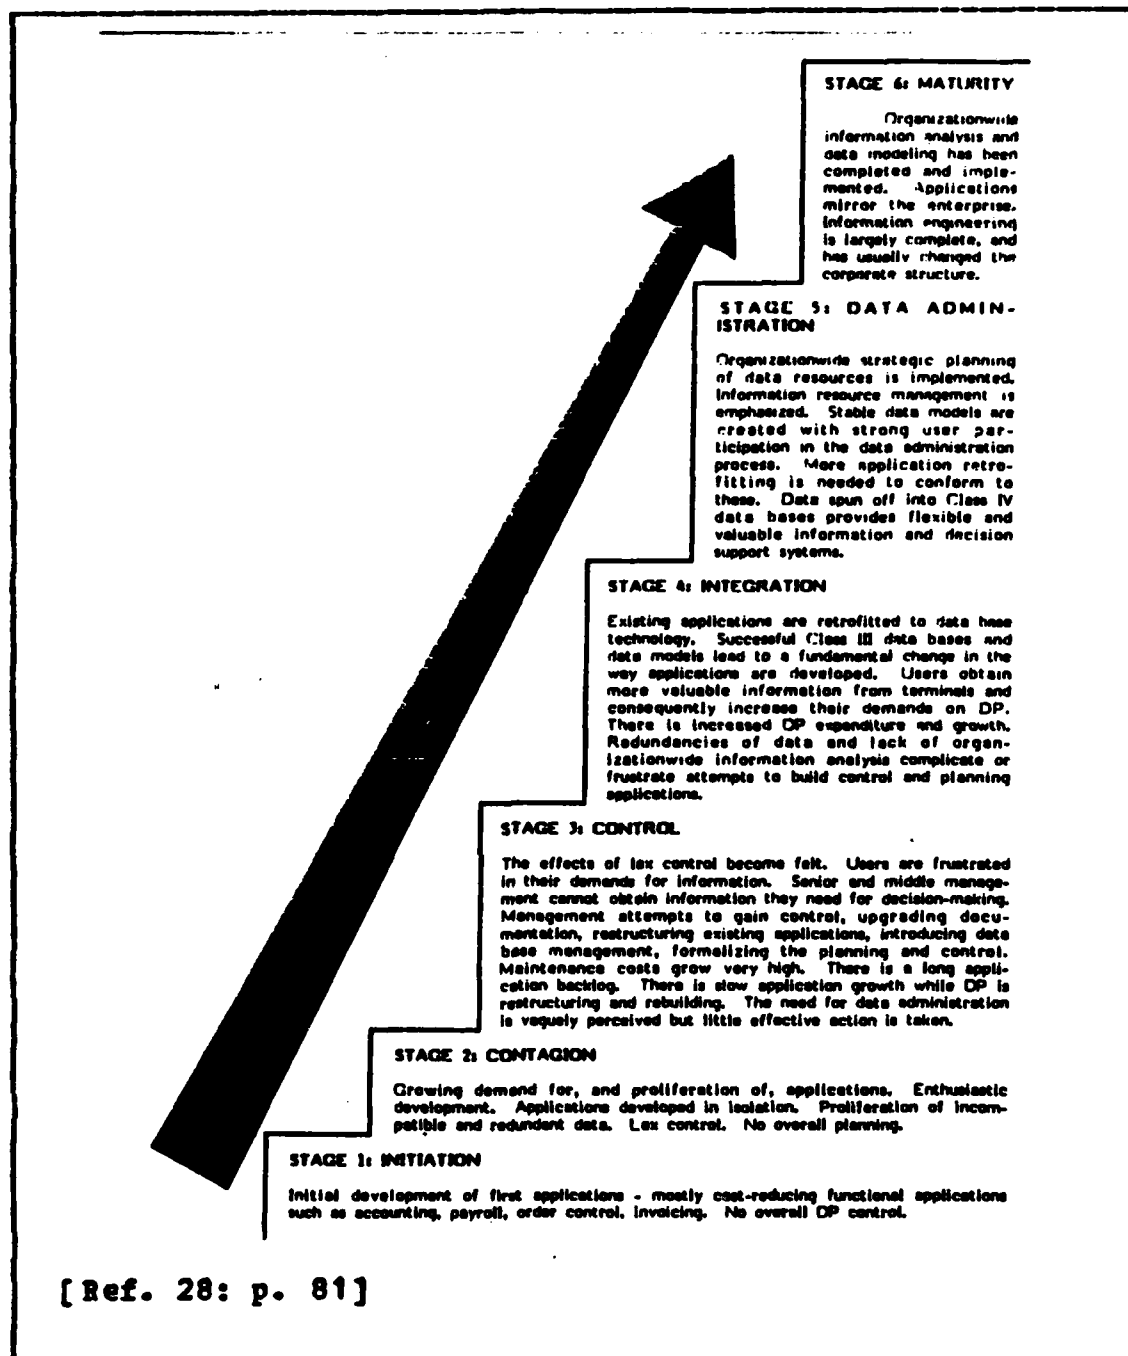 STAGE 6: MATURITY
Organizationwide
information analysis and
data modeling has been
completed and imple-
mented. Applications
mirror the enterprise.
Information engineering
is largely complete, and
has usually changed the
corporate structure.
STAGE 5: DATA ADMIN-
ISTRATION
Organizationwide strategic planning
of data resources is implemented.
Information resource management is
emphasized. Stable data models are
created with strong user par-
ticipation in the data administration
process. More application retro-
fitting is needed to conform to
these. Data spun off into Class IV
data bases provides flexible and
valuable information and decision
support systems.
STAGE 4: INTEGRATION
Existing applications are retrofitted to data base
technology. Successful Class III data bases and
data models lead to a fundamental change in the
way applications are developed. Users obtain
more valuable information from terminals and
consequently increase their demands on DP.
There is increased DP expenditure and growth.
Redundancies of data and lack of organ-
izationwide information analysis complicate or
frustrate attempts to build control and planning
applications.
STAGE 3: CONTROL
The effects of lax control become felt. Users are frustrated
in their demands for information. Senior and middle manage-
ment cannot obtain information they need for decision-making.
Management attempts to gain control, upgrading docu-
mentation, restructuring existing applications, introducing data
base management, formalizing the planning and control.
Maintenance costs grow very high. There is a long appli-
cation backlog. There is slow application growth while DP is
restructuring and rebuilding. The need for data administration
is vaguely perceived but little effective action is taken.
STAGE 2: CONTAGION
Growing demand for, and proliferation of, applications. Enthusiastic
development. Applications developed in isolation. Proliferation of incom-
patible and redundant data. Lax control. No overall planning.
STAGE 1: INITIATION
Initial development of first applications - mostly cost-reducing functional applications
such as accounting, payroll, order control, invoicing. No overall DP control.
[Ref. 28: p. 81]